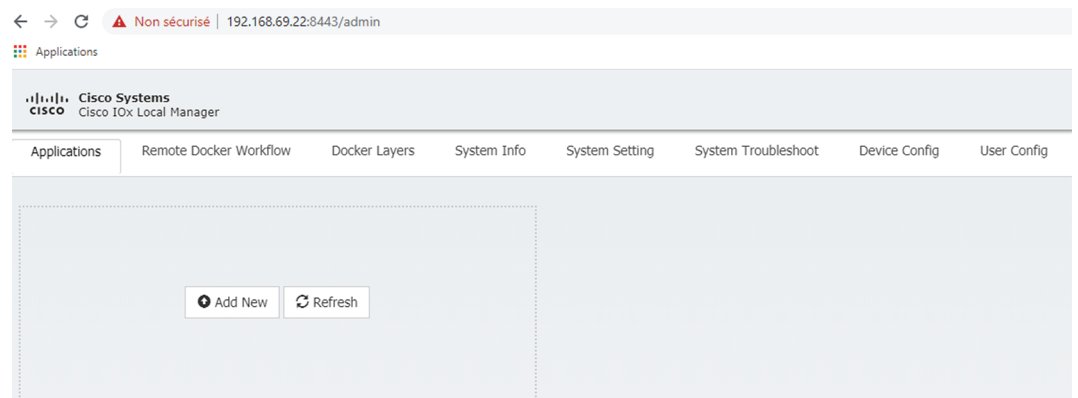 Non sécurisé | 192.168.69.22:8443/admin
Applications
CISCO
Cisco Systems
Cisco IOx Local Manager
Applications Remote Docker Workflow Docker Layers System Info System Setting System Troubleshoot Device Config User Config
Add New Refresh